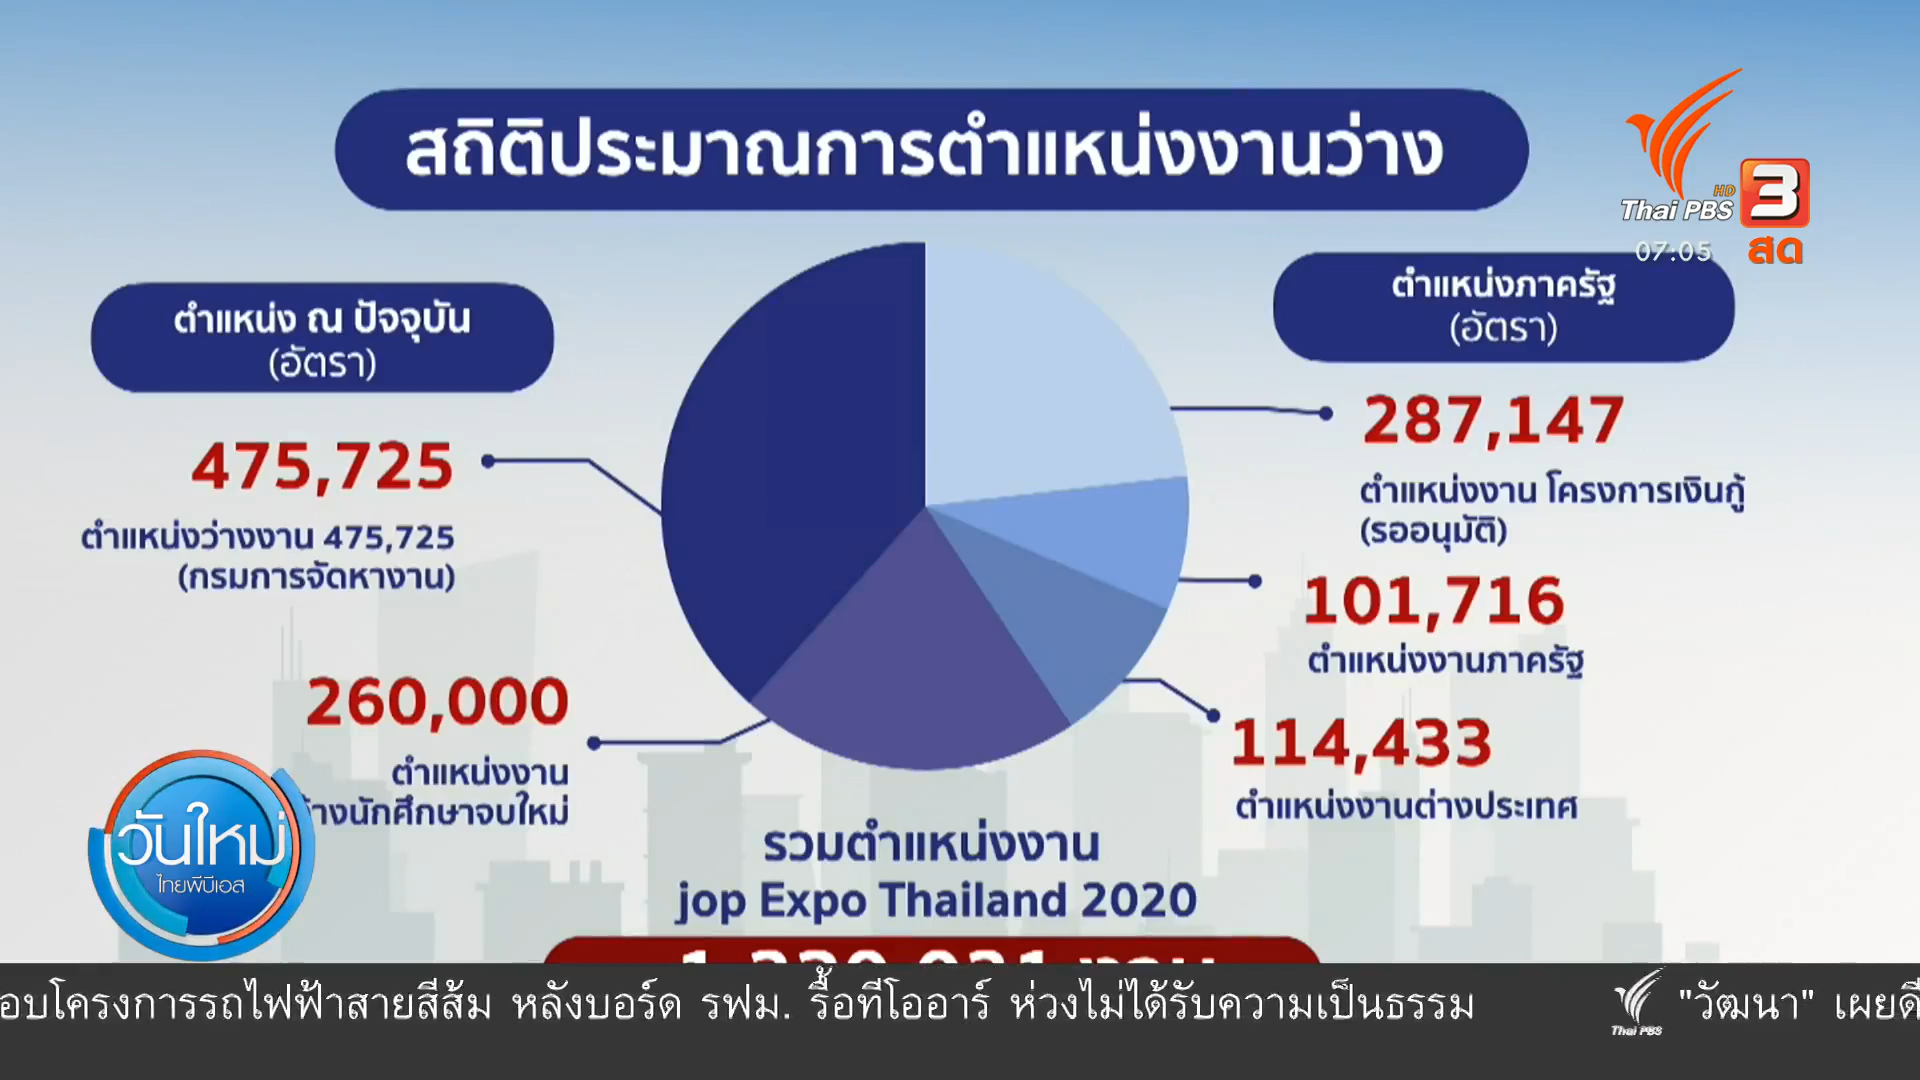 สถิติประมาณการตำแหน่งงานว่าง
Thai PBS HD 3
07:05 สด
ตำแหน่ง ณ ปัจจุบัน
(อัตรา)
475,725
ตำแหน่งว่างงาน 475,725
(กรมการจัดหางาน)
260,000
ตำแหน่งงาน
นักศึกษาจบใหม่
ตำแหน่งภาครัฐ
(อัตรา)
287,147
ตำแหน่งงาน โครงการเงินกู้
(รออนุมัติ)
101,716
ตำแหน่งงานภาครัฐ
114,433
ตำแหน่งงานต่างประเทศ
รวมตำแหน่งงาน
jop Expo Thailand 2020
วันใหม่
ไทยพีบีเอส
อบโครงการรถไฟฟ้าสายสีส้ม หลังบอร์ด รฟม. รื้อทีโออาร์ ห่วงไม่ได้รับความเป็นธรรม Thai PBS "วัฒนา"